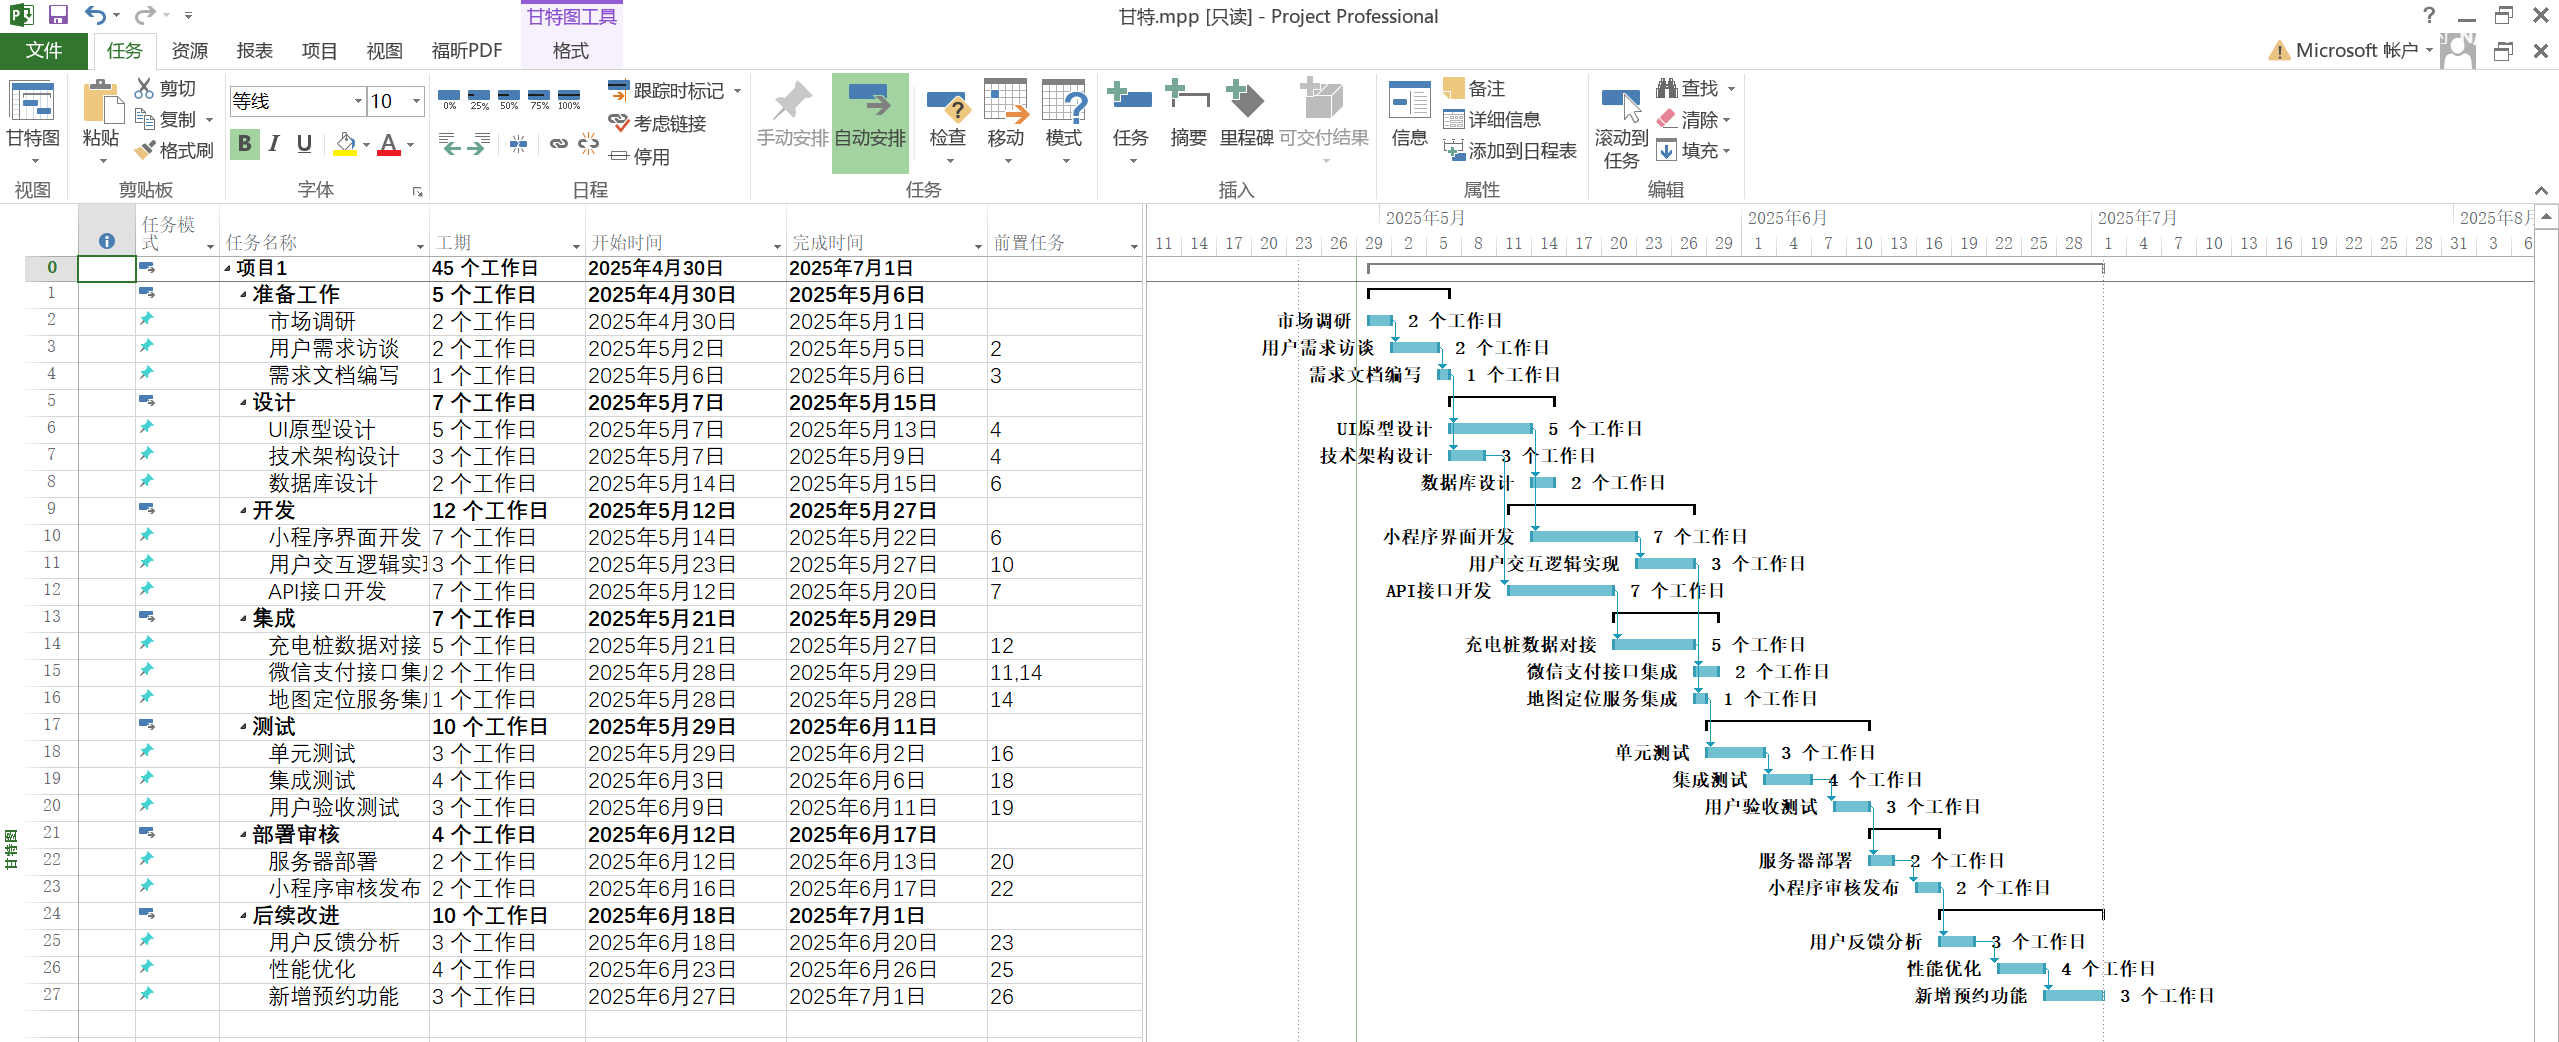 甘特图工具
甘特.mpp [只读] - Project Professional
文件 任务 资源 报表 项目 视图 福昕PDF 格式
Microsoft 帐户
甘特图
视图
粘贴
剪切
复制
格式刷
剪贴板
等线 10
B I U A
字体
0% 25% 50% 75% 100%
跟踪时标记
考虑链接
停用
日程
手动安排 自动安排 检查 移动 模式
任务
任务 摘要 里程碑 可交付结果
插入
信息
备注
详细信息
添加到日程表
属性
滚动到
任务
查找
清除
填充
编辑
任务模式 任务名称 工期 开始时间 完成时间 前置任务
2025年5月 2025年6月 2025年7月 2025年8月
11 14 17 20 23 26 29 2 5 8 11 14 17 20 23 26 29 1 4 7 10 13 16 19 22 25 28 1 4 7 10 13 16 19 22 25 28 31 3 6
0 项目1 45 个工作日 2025年4月30日 2025年7月1日
1 准备工作 5 个工作日 2025年4月30日 2025年5月6日
2 市场调研 2 个工作日 2025年4月30日 2025年5月1日 市场调研 2 个工作日
3 用户需求访谈 2 个工作日 2025年5月2日 2025年5月5日 2 用户需求访谈 2 个工作日
4 需求文档编写 1 个工作日 2025年5月6日 2025年5月6日 3 需求文档编写 1 个工作日
5 设计 7 个工作日 2025年5月7日 2025年5月15日
6 UI原型设计 5 个工作日 2025年5月7日 2025年5月13日 4 UI原型设计 5 个工作日
7 技术架构设计 3 个工作日 2025年5月7日 2025年5月9日 4 技术架构设计 3 个工作日
8 数据库设计 2 个工作日 2025年5月14日 2025年5月15日 6 数据库设计 2 个工作日
9 开发 12 个工作日 2025年5月12日 2025年5月27日
10 小程序界面开发 7 个工作日 2025年5月14日 2025年5月22日 6 小程序界面开发 7 个工作日
11 用户交互逻辑实现 3 个工作日 2025年5月23日 2025年5月27日 10 用户交互逻辑实现 3 个工作日
12 API接口开发 7 个工作日 2025年5月12日 2025年5月20日 7 API接口开发 7 个工作日
13 集成 7 个工作日 2025年5月21日 2025年5月29日
14 充电桩数据对接 5 个工作日 2025年5月21日 2025年5月27日 12 充电桩数据对接 5 个工作日
15 微信支付接口集成 2 个工作日 2025年5月28日 2025年5月29日 11,14 微信支付接口集成 2 个工作日
16 地图定位服务集成 1 个工作日 2025年5月28日 2025年5月28日 14 地图定位服务集成 1 个工作日
17 测试 10 个工作日 2025年5月29日 2025年6月11日
18 单元测试 3 个工作日 2025年5月29日 2025年6月2日 16 单元测试 3 个工作日
19 集成测试 4 个工作日 2025年6月3日 2025年6月6日 18 集成测试 4 个工作日
20 用户验收测试 3 个工作日 2025年6月9日 2025年6月11日 19 用户验收测试 3 个工作日
21 部署审核 4 个工作日 2025年6月12日 2025年6月17日
22 服务器部署 2 个工作日 2025年6月12日 2025年6月13日 20 服务器部署 2 个工作日
23 小程序审核发布 2 个工作日 2025年6月16日 2025年6月17日 22 小程序审核发布 2 个工作日
24 后续改进 10 个工作日 2025年6月18日 2025年7月1日
25 用户反馈分析 3 个工作日 2025年6月18日 2025年6月20日 23 用户反馈分析 3 个工作日
26 性能优化 4 个工作日 2025年6月23日 2025年6月26日 25 性能优化 4 个工作日
27 新增预约功能 3 个工作日 2025年6月27日 2025年7月1日 26 新增预约功能 3 个工作日
甘特图